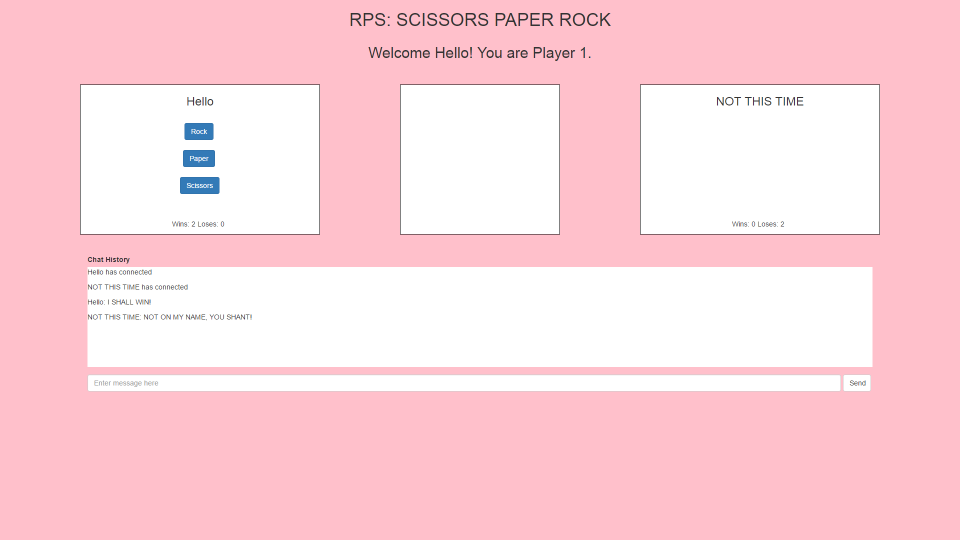 RPS: SCISSORS PAPER ROCK
Welcome Hello! You are Player 1.
Hello
Rock
Paper
Scissors
Wins: 2 Loses: 0
NOT THIS TIME
Wins: 0 Loses: 2
Chat History
Hello has connected
NOT THIS TIME has connected
Hello: I SHALL WIN!
NOT THIS TIME: NOT ON MY NAME, YOU SHANT!
Enter message here
Send